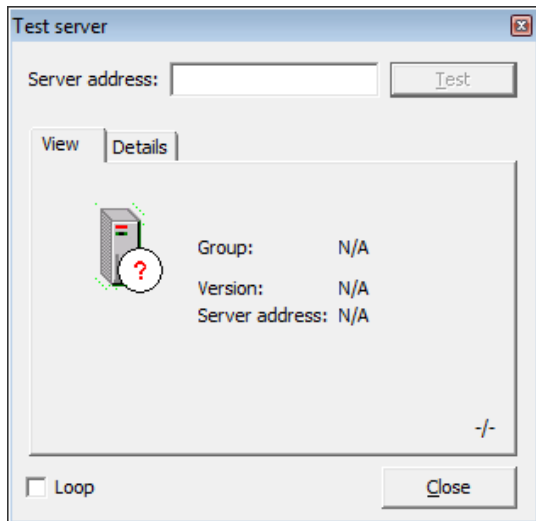 Test server
Server address: Test
View Details
?
Group: N/A
Version: N/A
Server address: N/A
-/-
Loop Close